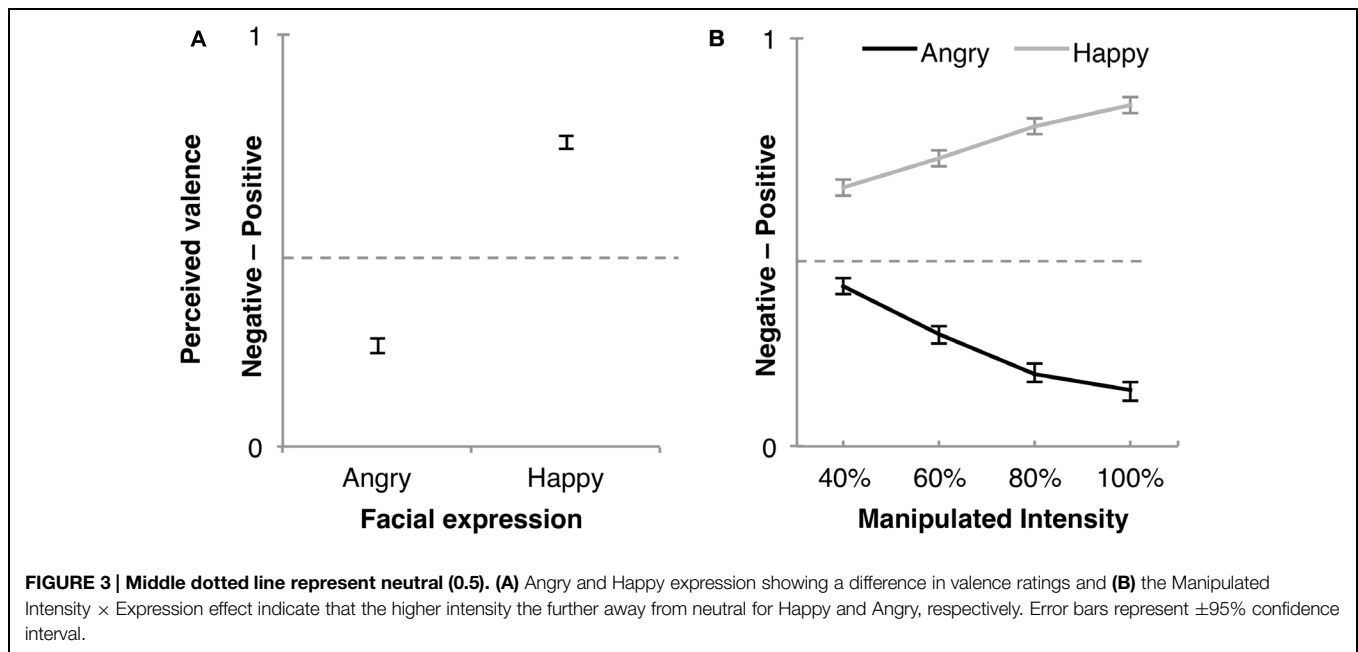 A
1
Perceived valence
Negative – Positive
0
Angry Happy
Facial expression
B
1
Angry Happy
Negative – Positive
0
40% 60% 80% 100%
Manipulated Intensity
FIGURE 3 | Middle dotted line represent neutral (0.5). (A) Angry and Happy expression showing a difference in valence ratings and (B) the Manipulated
Intensity × Expression effect indicate that the higher intensity the further away from neutral for Happy and Angry, respectively. Error bars represent ±95% confidence
interval.